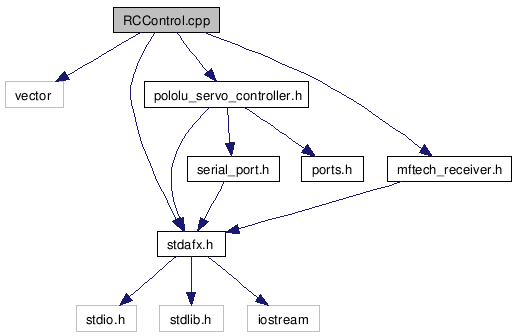 RCControl.cpp
vector
pololu_servo_controller.h
serial_port.h
ports.h
mftech_receiver.h
stdafx.h
stdio.h
stdlib.h
iostream